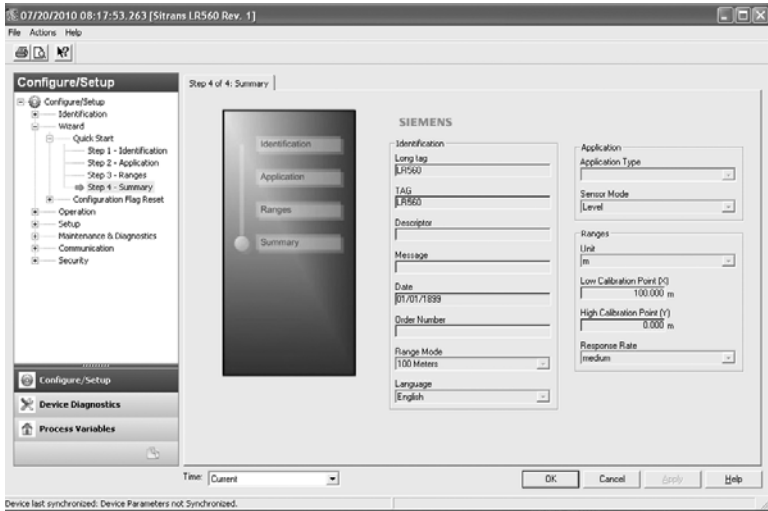 07/20/2010 08:17:53.263 [Sitrans LR560 Rev. 1]
File Actions Help
Configure/Setup
Configure/Setup
Identification
Wizard
Quick Start
Step 1 - Identification
Step 2 - Application
Step 3 - Ranges
Step 4 - Summary
Configuration Flag Reset
Operation
Setup
Maintenance & Diagnostics
Communication
Security
Configure/Setup
Device Diagnostics
Process Variables
Step 4 of 4: Summary
Identification
Application
Ranges
Summary
SIEMENS
Identification
Long tag
LR560
TAG
LR560
Descriptor
Message
Date
01/01/1899
Order Number
Range Mode
100 Meters
Language
English
Application
Application Type
Sensor Mode
Level
Ranges
Unit
m
Low Calibration Point (X)
100.000 m
High Calibration Point (Y)
0.000 m
Response Rate
medium
Time: Current
OK Cancel Apply Help
Device last synchronized: Device Parameters not Synchronized.